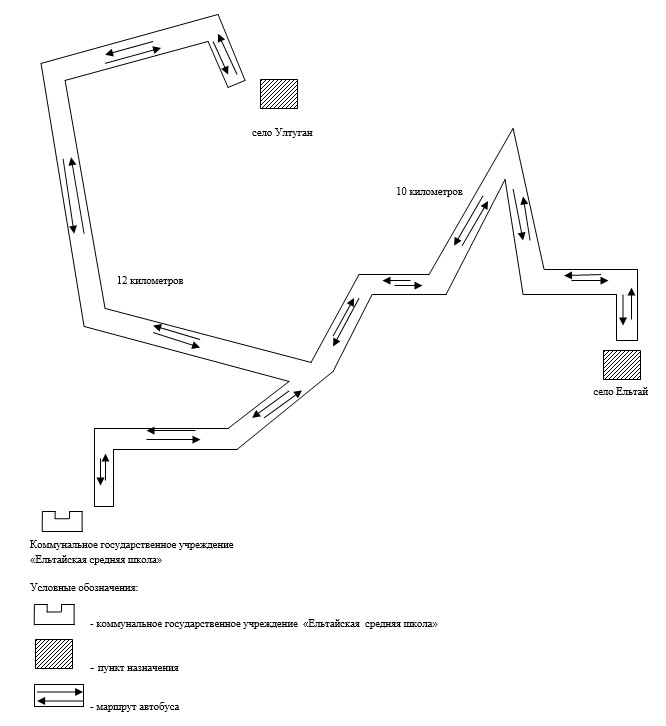 село Ултуган
10 километров
12 километров
село Ельтай
Коммунальное государственное учреждение
«Ельтайская средняя школа»
Условные обозначения:
- коммунальное государственное учреждение «Ельтайская средняя школа»
- пункт назначения
- маршрут автобуса